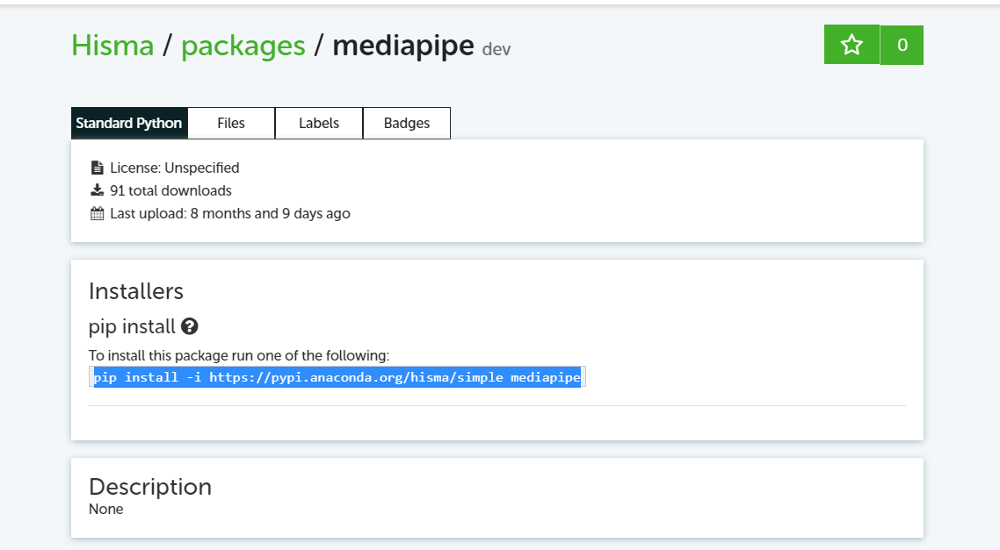 Hisma / packages / mediapipe dev
0
Standard Python Files Labels Badges
License: Unspecified
91 total downloads
Last upload: 8 months and 9 days ago
Installers
pip install
To install this package run one of the following:
pip install -i https://pypi.anaconda.org/hisma/simple mediapipe
Description
None